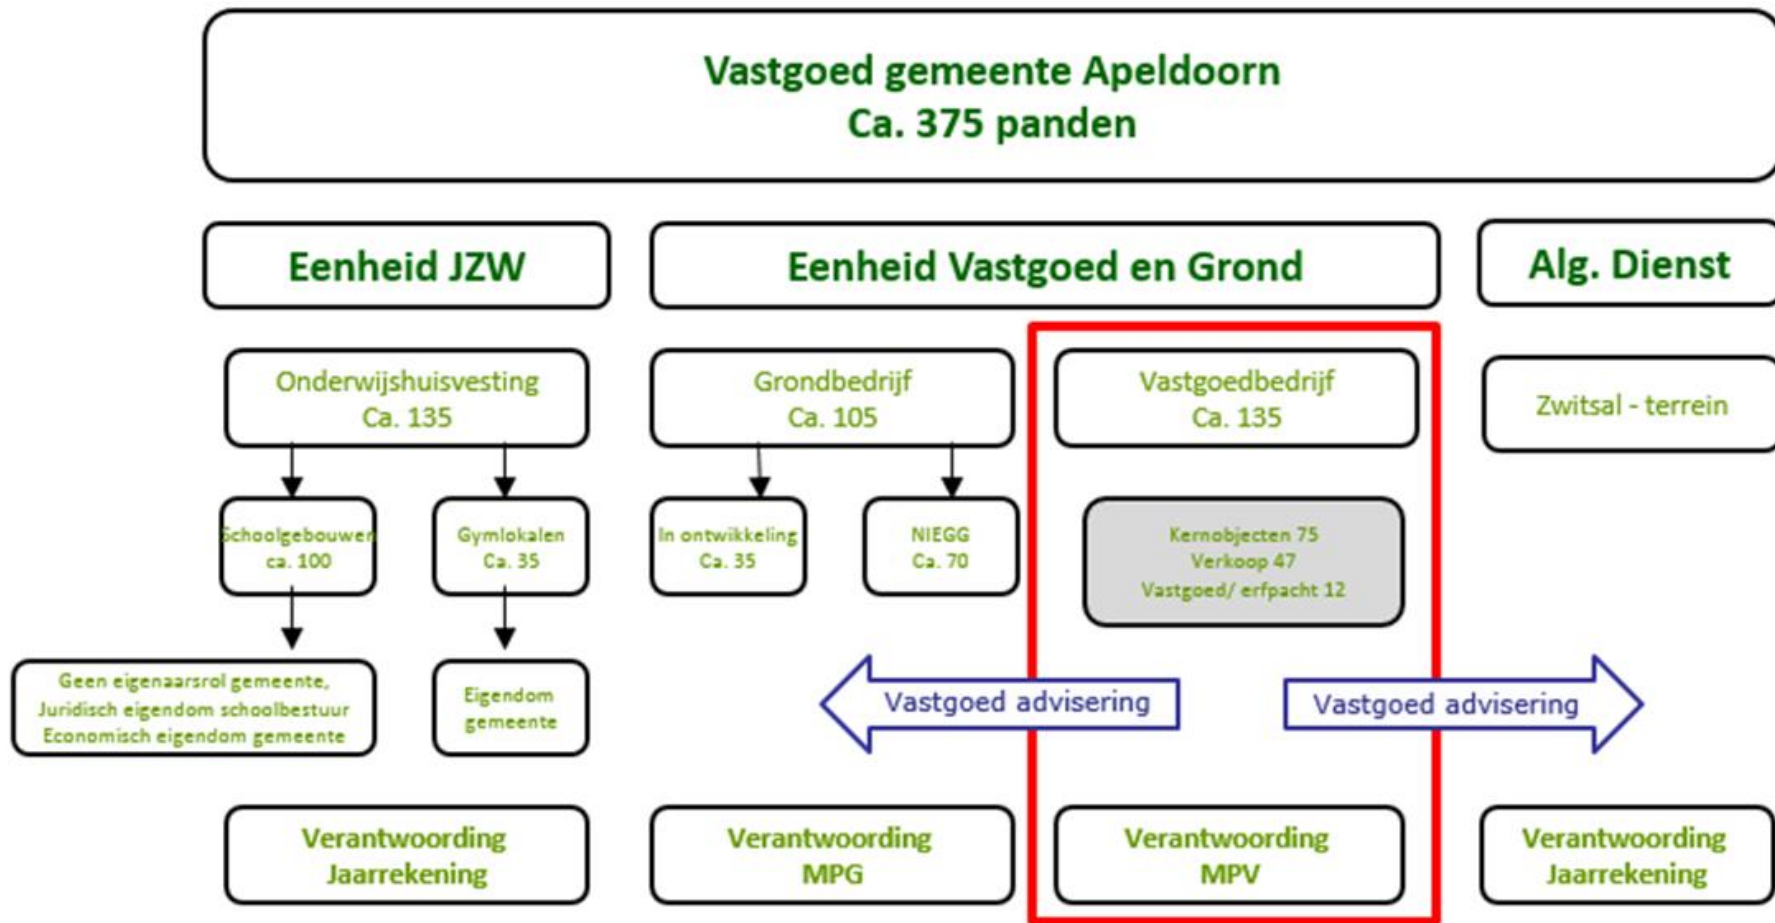 Vastgoed gemeente Apeldoorn
Ca. 375 panden
Eenheid JZW
Eenheid Vastgoed en Grond
Alg. Dienst
Onderwijshuisvesting
Ca. 135
Grondbedrijf
Ca. 105
Vastgoedbedrijf
Ca. 135
Zwitsal - terrein
Schoolgebouwen
ca. 100
Gymlokalen
Ca. 35
In ontwikkeling
Ca. 35
NIEGG
Ca. 70
Kernobjecten 75
Verkoop 47
Vastgoed/ erfpacht 12
Geen eigenaarsrol gemeente,
Juridisch eigendom schoolbestuur
Economisch eigendom gemeente
Eigendom
gemeente
Vastgoed advisering
Vastgoed advisering
Verantwoording
Jaarrekening
Verantwoording
MPG
Verantwoording
MPV
Verantwoording
Jaarrekening